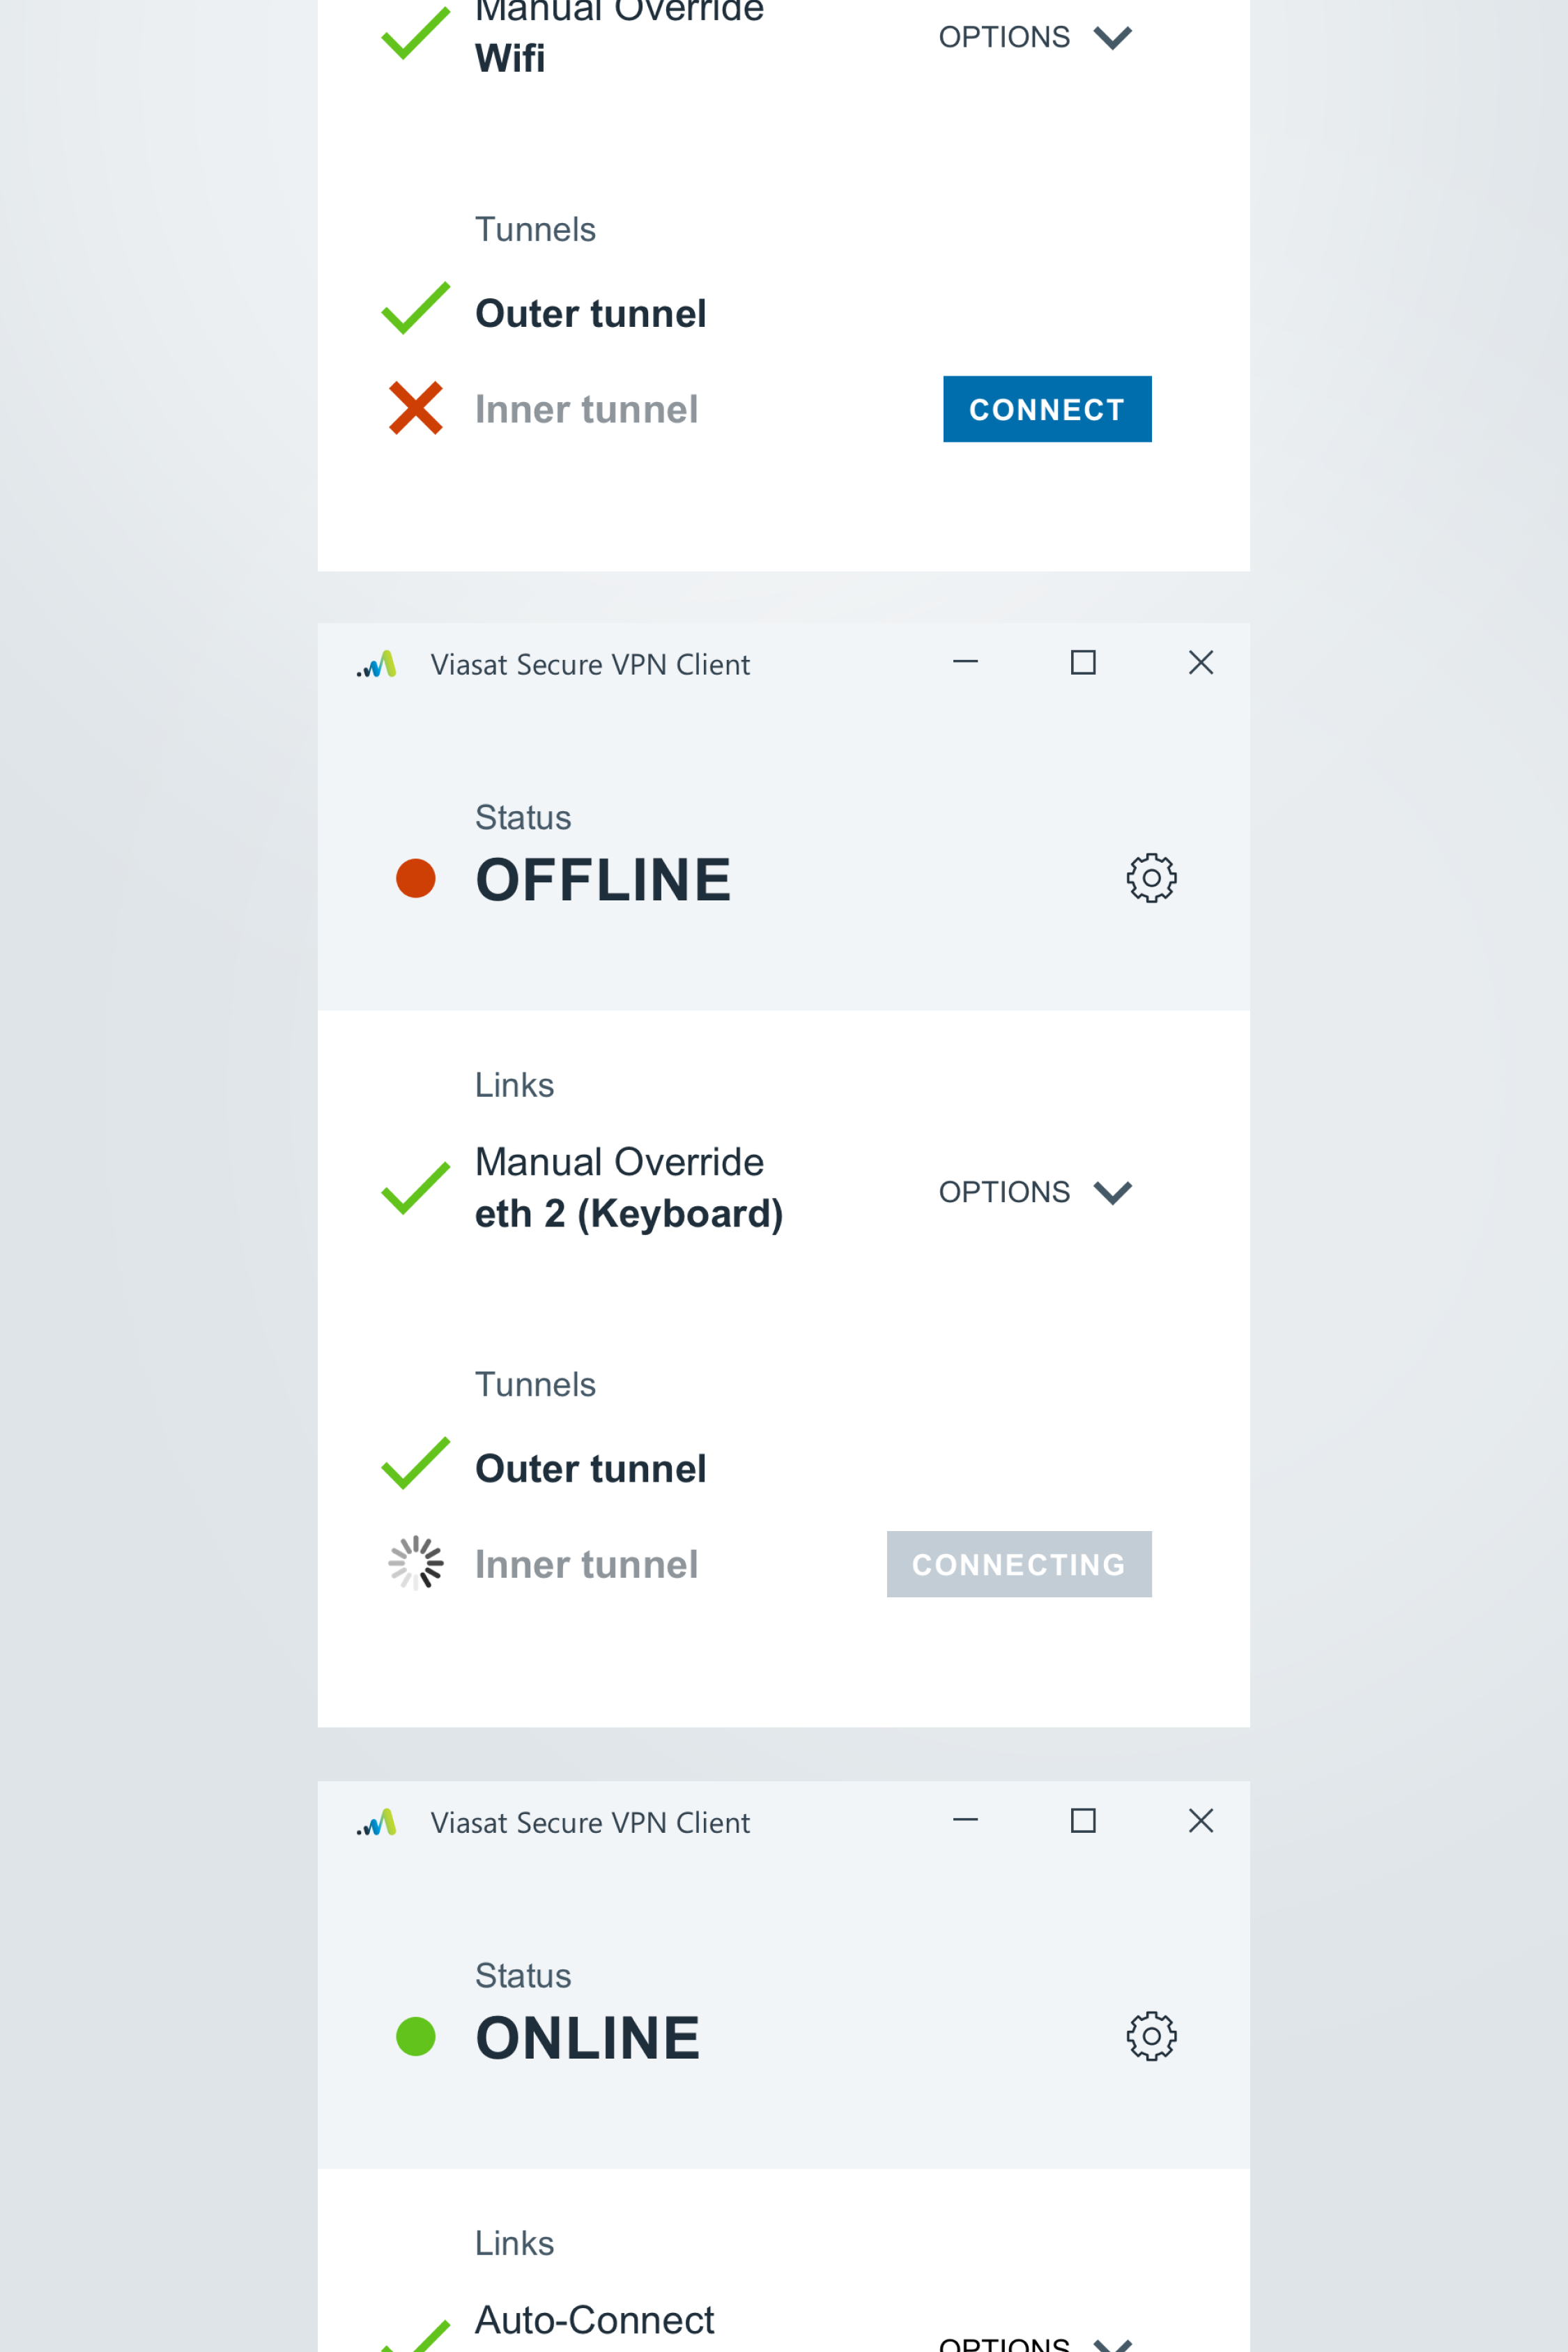 Manual Override
Wifi
OPTIONS
Tunnels
Outer tunnel
Inner tunnel
CONNECT
Viasat Secure VPN Client
Status
OFFLINE
Links
Manual Override
eth 2 (Keyboard)
OPTIONS
Tunnels
Outer tunnel
Inner tunnel
CONNECTING
Viasat Secure VPN Client
Status
ONLINE
Links
Auto-Connect
OPTIONS